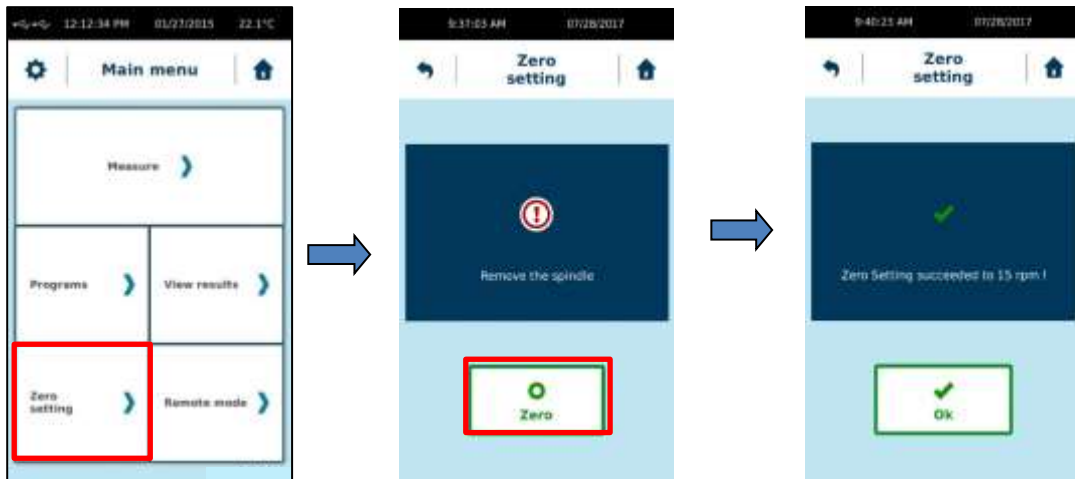 12:12:34 PM 01/27/2015 22.1°C
Main menu
Measure
Programs
View results
Zero
setting
Remote mode
9:37:03 AM 07/28/2017
Zero
setting
Remove the spindle
Zero
9:40:23 AM 07/28/2017
Zero
setting
Zero Setting succeeded to 15 rpm !
Ok